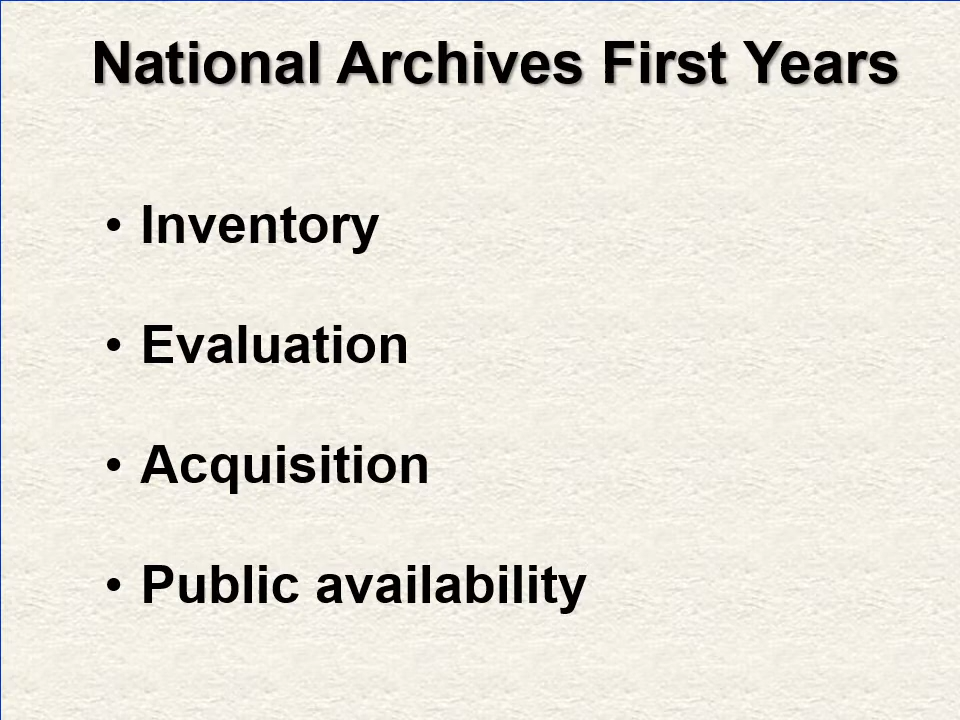 National Archives First Years
• Inventory
• Evaluation
• Acquisition
• Public availability